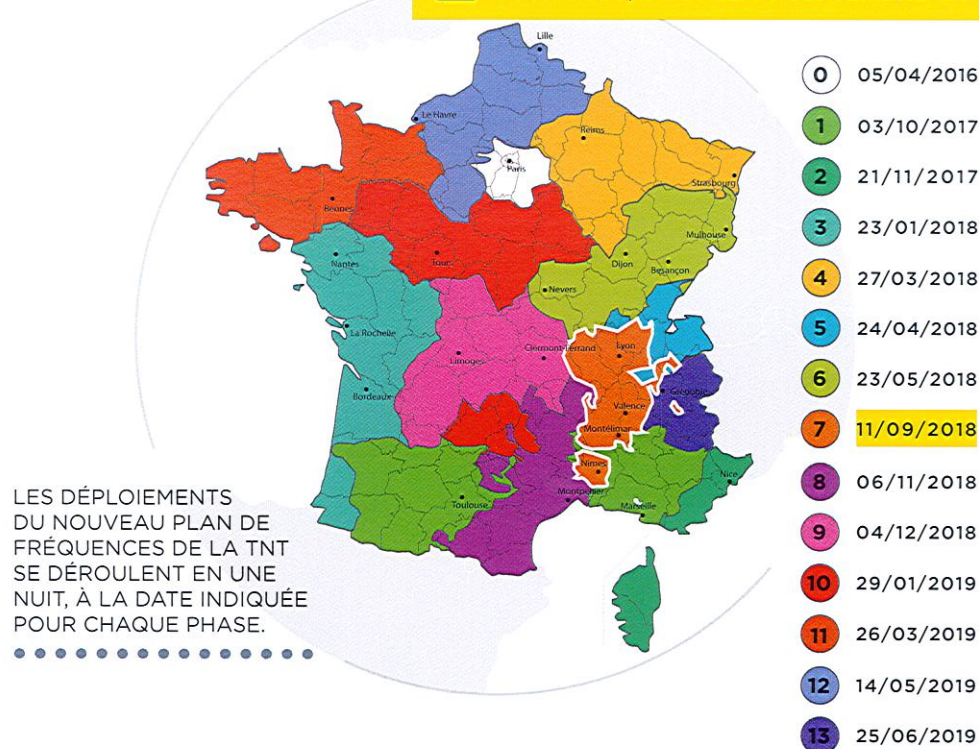 Lille
Le Havre
Reims
Paris
Strasbourg
Rennes
Mulhouse
Tours
Dijon
Nantes
Besançon
Nevers
La Rochelle
Clermont-Ferrand
Lyon
Limoges
Grenoble
Bordeaux
Valence
Montélimar
Nîmes
Nice
Toulouse
Montpellier
Marseille
0 05/04/2016
1 03/10/2017
2 21/11/2017
3 23/01/2018
4 27/03/2018
5 24/04/2018
6 23/05/2018
7 11/09/2018
8 06/11/2018
9 04/12/2018
10 29/01/2019
11 26/03/2019
12 14/05/2019
13 25/06/2019
LES DÉPLOIEMENTS
DU NOUVEAU PLAN DE
FRÉQUENCES DE LA TNT
SE DÉROULENT EN UNE
NUIT, À LA DATE INDIQUÉE
POUR CHAQUE PHASE.